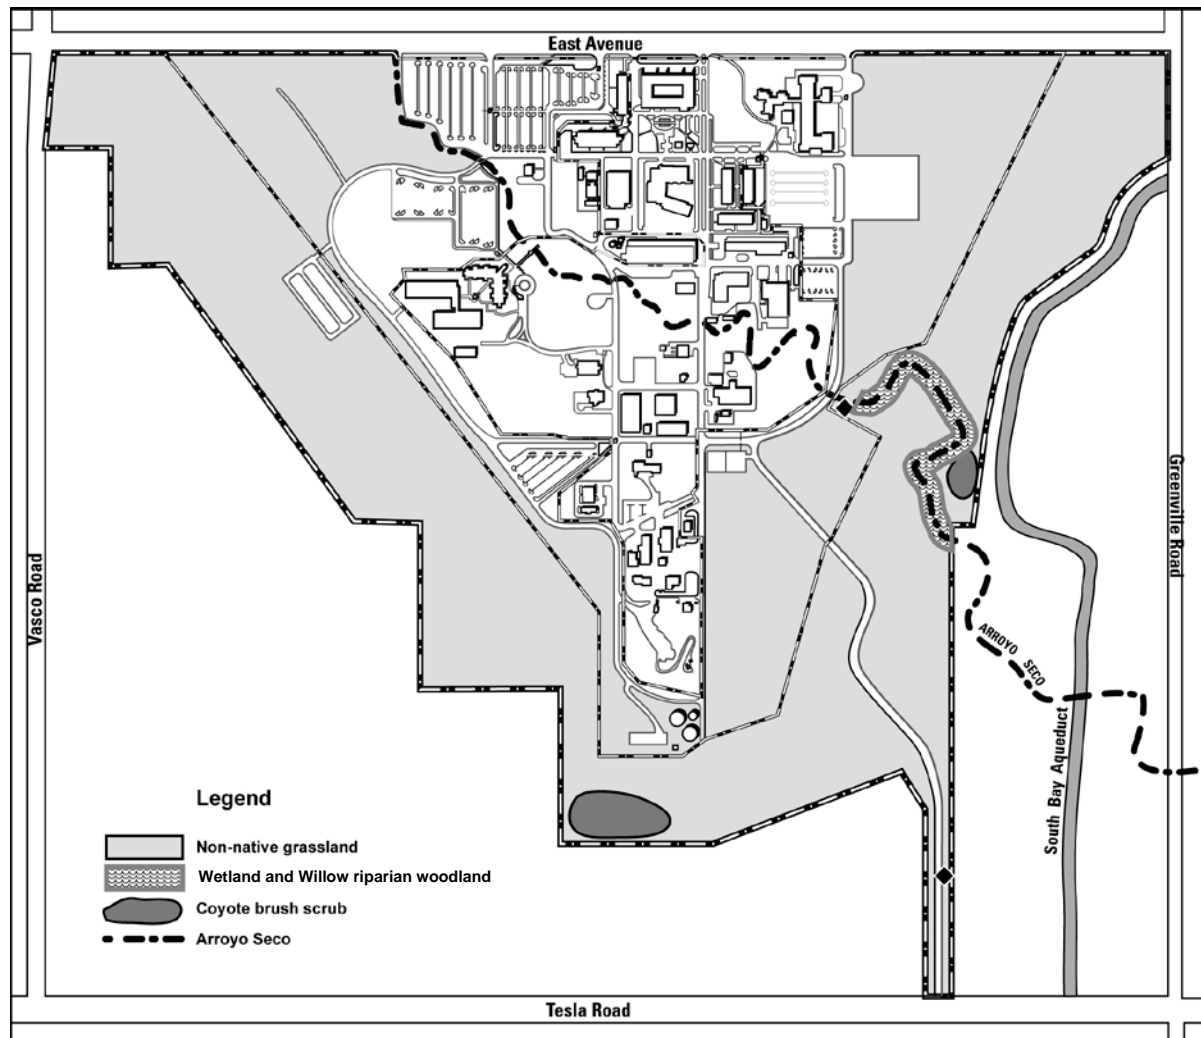 East Avenue
Vasco Road
Greenville Road
ARROYO SECO
South Bay Aqueduct
Legend
Non-native grassland
Wetland and Willow riparian woodland
Coyote brush scrub
Arroyo Seco
Tesla Road